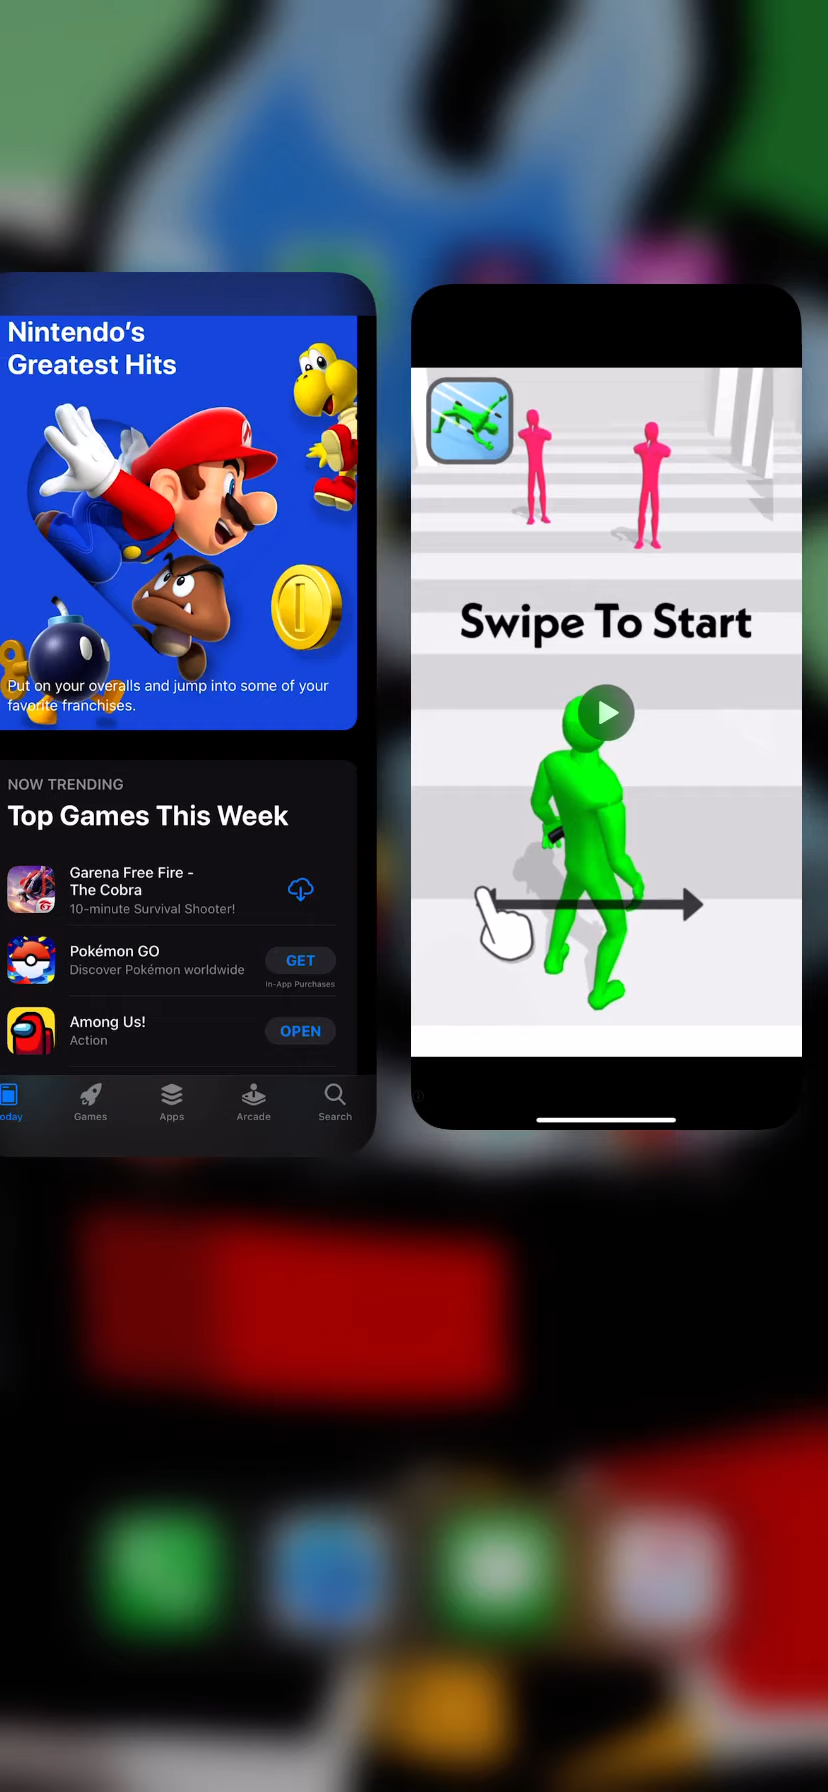 Nintendo's
Greatest Hits
Put on your overalls and jump into some of your
favorite franchises.
NOW TRENDING
Top Games This Week
Garena Free Fire -
The Cobra
10-minute Survival Shooter!
Pokémon GO
Discover Pokémon worldwide
GET
In-App Purchases
Among Us!
Action
OPEN
oday
Games
Apps
Arcade
Search
Swipe To Start